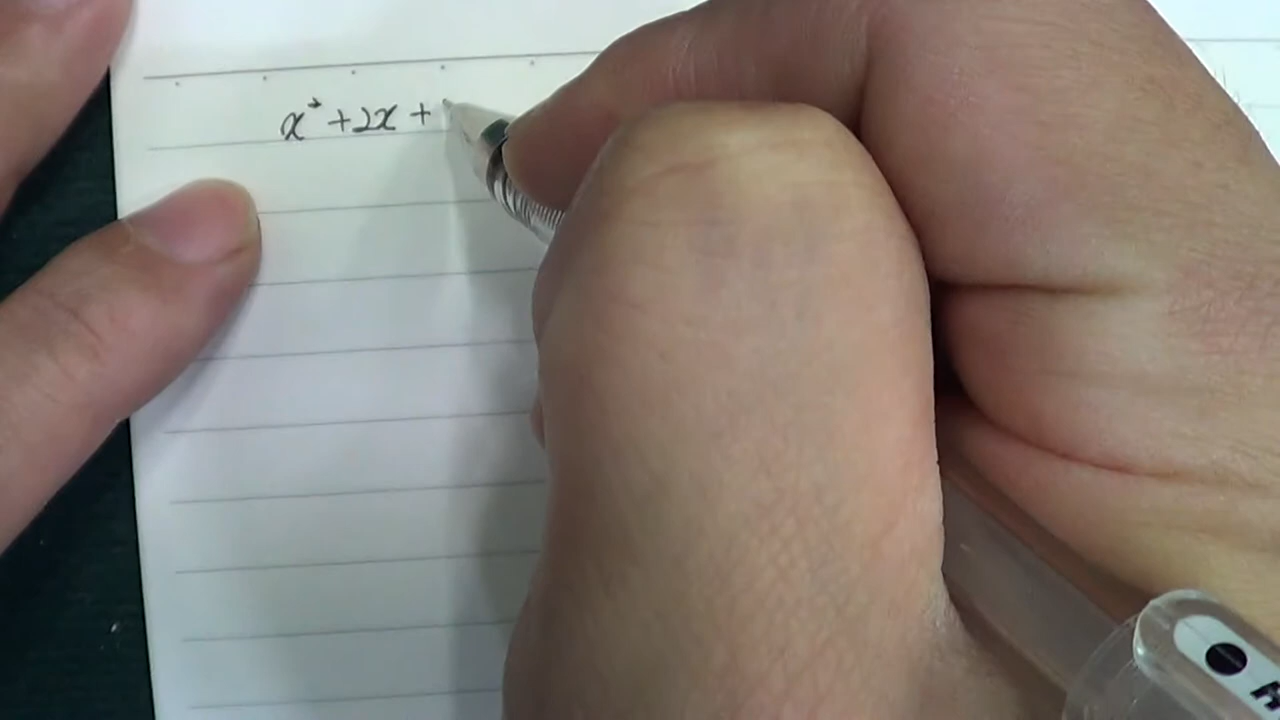 x² + 2x +